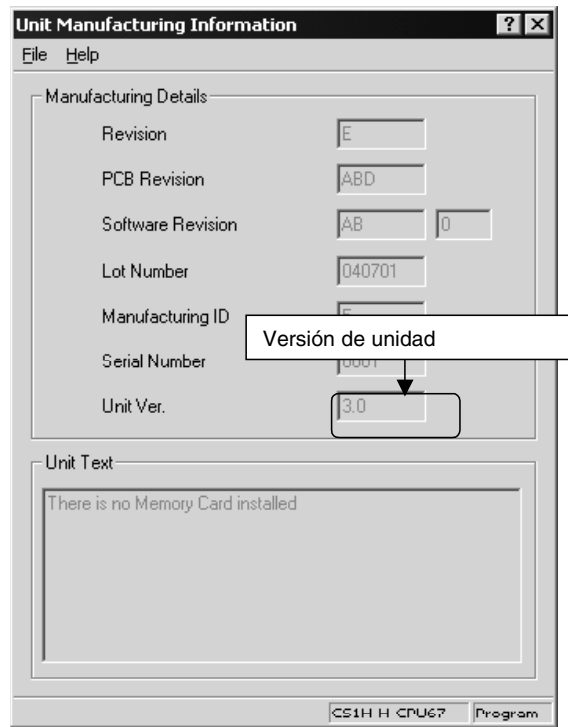 Unit Manufacturing Information
File Help
Manufacturing Details
Revision E
PCB Revision ABD
Software Revision AB 0
Lot Number 040701
Manufacturing ID
Versión de unidad
Serial Number 0001
Unit Ver. 3.0
Unit Text
There is no Memory Card installed
CS1H-H CPU67 Program